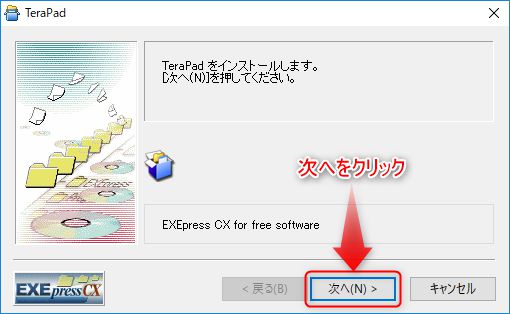 TeraPad
TeraPad をインストールします。
[次へ(N)]を押してください。
EXEpress
次へをクリック
EXEpress CX for free software
EXEpressCX
< 戻る(B)
次へ(N) >
キャンセル